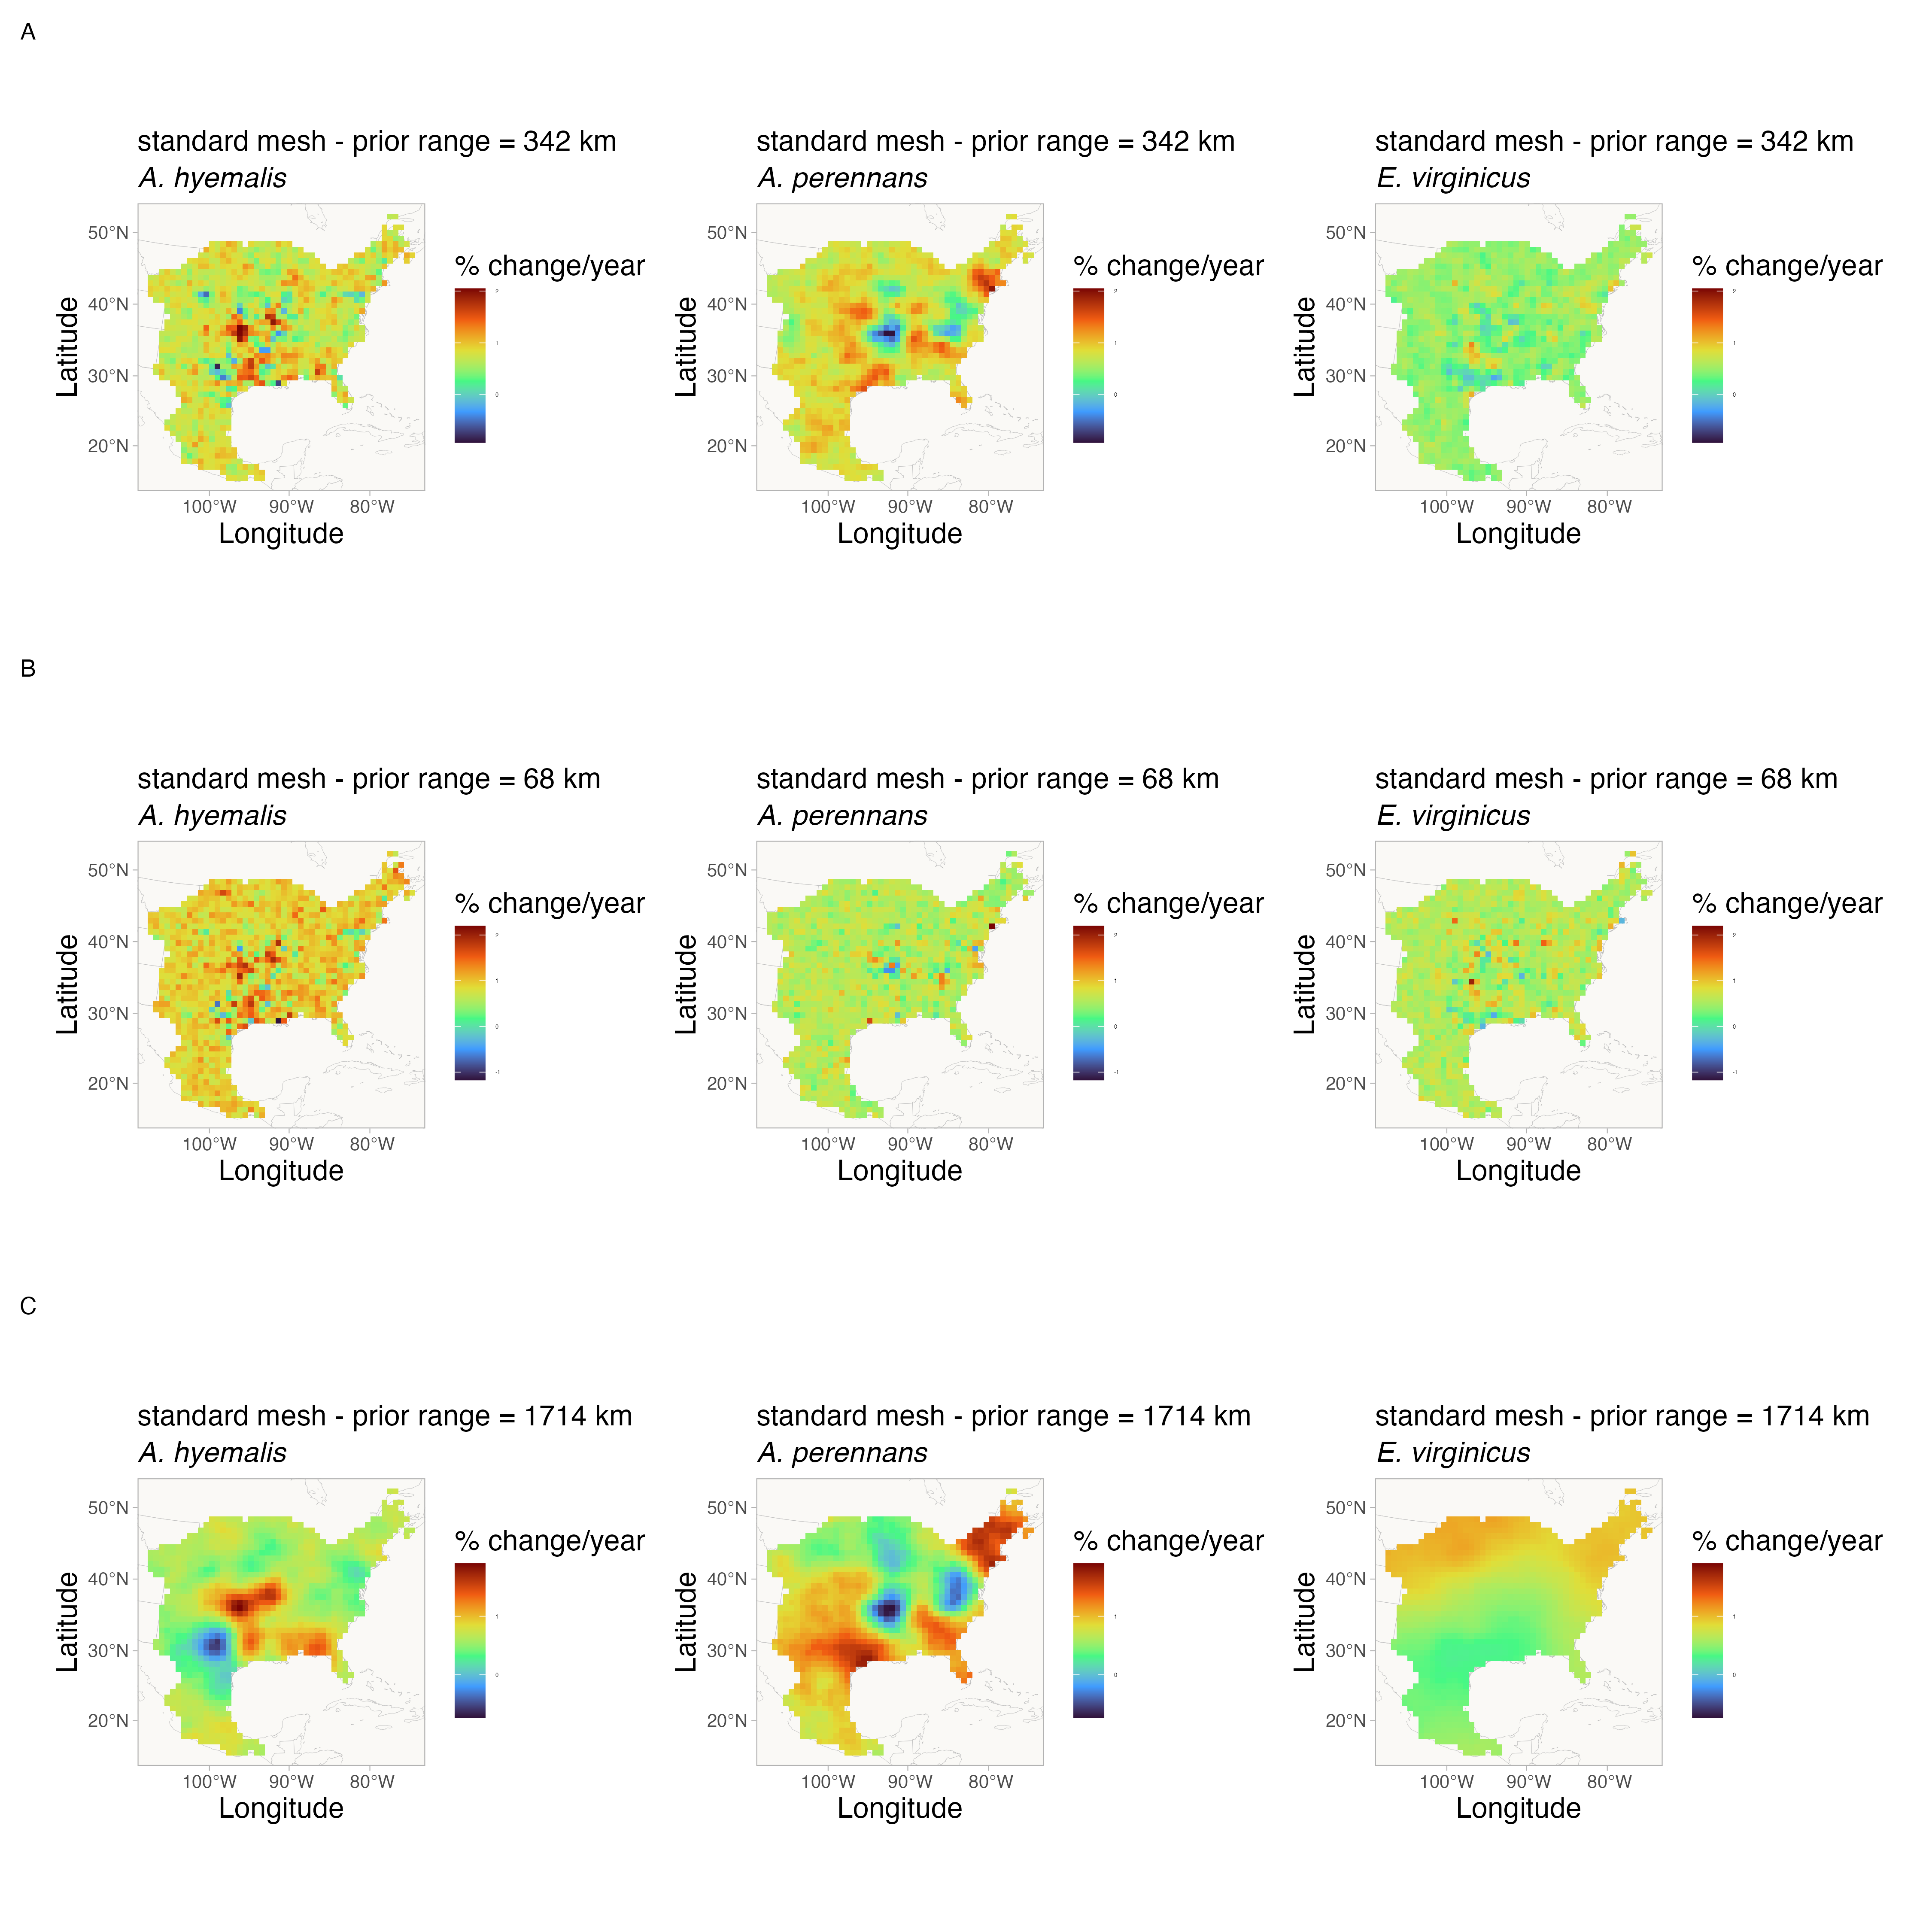 A
standard mesh - prior range = 342 km
A. hyemalis
% change/year
2
1
0
50°N
40°N
30°N
20°N
100°W 90°W 80°W
Longitude
Latitude
standard mesh - prior range = 342 km
A. perennans
% change/year
2
1
0
50°N
40°N
30°N
20°N
100°W 90°W 80°W
Longitude
Latitude
standard mesh - prior range = 342 km
E. virginicus
% change/year
2
1
0
50°N
40°N
30°N
20°N
100°W 90°W 80°W
Longitude
Latitude
B
standard mesh - prior range = 68 km
A. hyemalis
% change/year
2
1
0
-1
50°N
40°N
30°N
20°N
100°W 90°W 80°W
Longitude
Latitude
standard mesh - prior range = 68 km
A. perennans
% change/year
2
1
0
-1
50°N
40°N
30°N
20°N
100°W 90°W 80°W
Longitude
Latitude
standard mesh - prior range = 68 km
E. virginicus
% change/year
2
1
0
-1
50°N
40°N
30°N
20°N
100°W 90°W 80°W
Longitude
Latitude
C
standard mesh - prior range = 1714 km
A. hyemalis
% change/year
1
0
50°N
40°N
30°N
20°N
100°W 90°W 80°W
Longitude
Latitude
standard mesh - prior range = 1714 km
A. perennans
% change/year
1
0
50°N
40°N
30°N
20°N
100°W 90°W 80°W
Longitude
Latitude
standard mesh - prior range = 1714 km
E. virginicus
% change/year
1
0
50°N
40°N
30°N
20°N
100°W 90°W 80°W
Longitude
Latitude